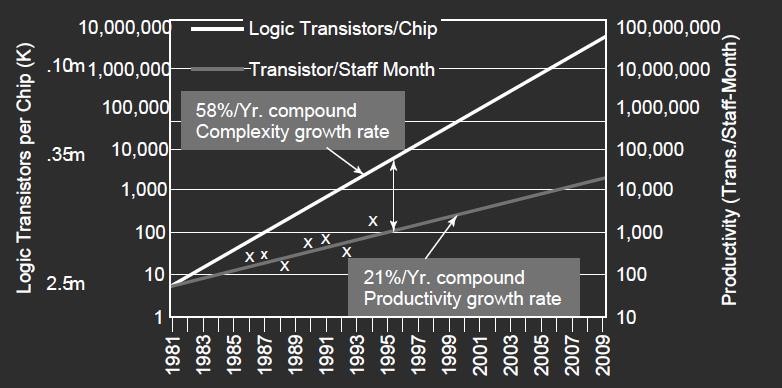 Logic Transistors per Chip (K)
.10m
.35m
2.5m
10,000,000
1,000,000
100,000
10,000
1,000
100
10
1
Logic Transistors/Chip
Transistor/Staff Month
58%/Yr. compound
Complexity growth rate
x x x x x x x
21%/Yr. compound
Productivity growth rate
100,000,000
10,000,000
1,000,000
100,000
10,000
1,000
100
10
Productivity (Trans./Staff-Month)
1981
1983
1985
1987
1989
1991
1993
1995
1997
1999
2001
2003
2005
2007
2009